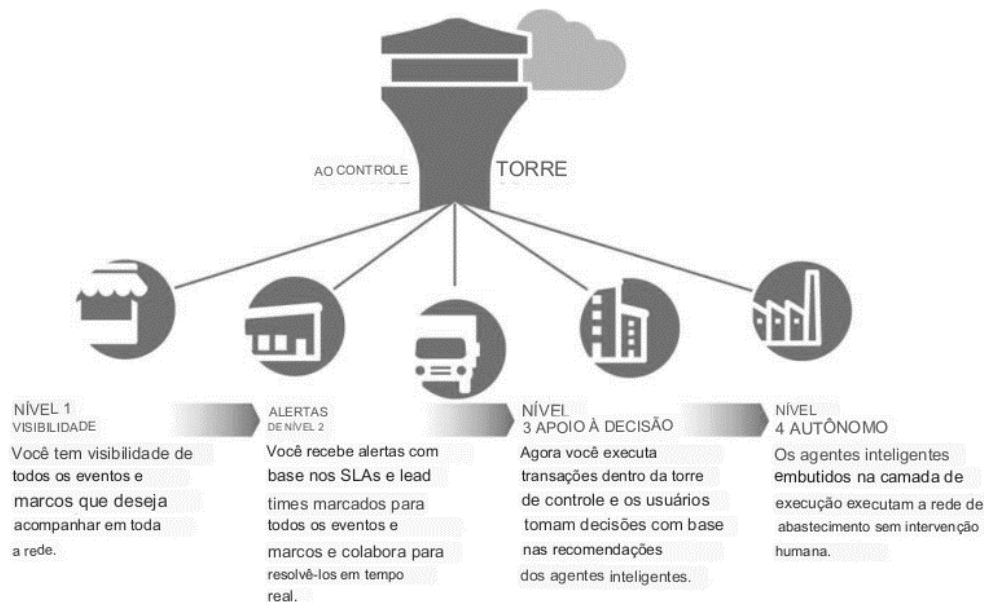 AO CONTROLE TORRE
NÍVEL 1
VISIBILIDADE
Você tem visibilidade de
todos os eventos e
marcos que deseja
acompanhar em toda
a rede.
ALERTAS
DE NÍVEL 2
Você recebe alertas com
base nos SLAs e lead
times marcados para
todos os eventos e
marcos e colabora para
resolvê-los em tempo
real.
NÍVEL
3 APOIO À DECISÃO
Agora você executa
transações dentro da torre
de controle e os usuários
tomam decisões com base
nas recomendações
dos agentes inteligentes.
NÍVEL
4 AUTÔNOMO
Os agentes inteligentes
embutidos na camada de
execução executam a rede de
abastecimento sem intervenção
humana.